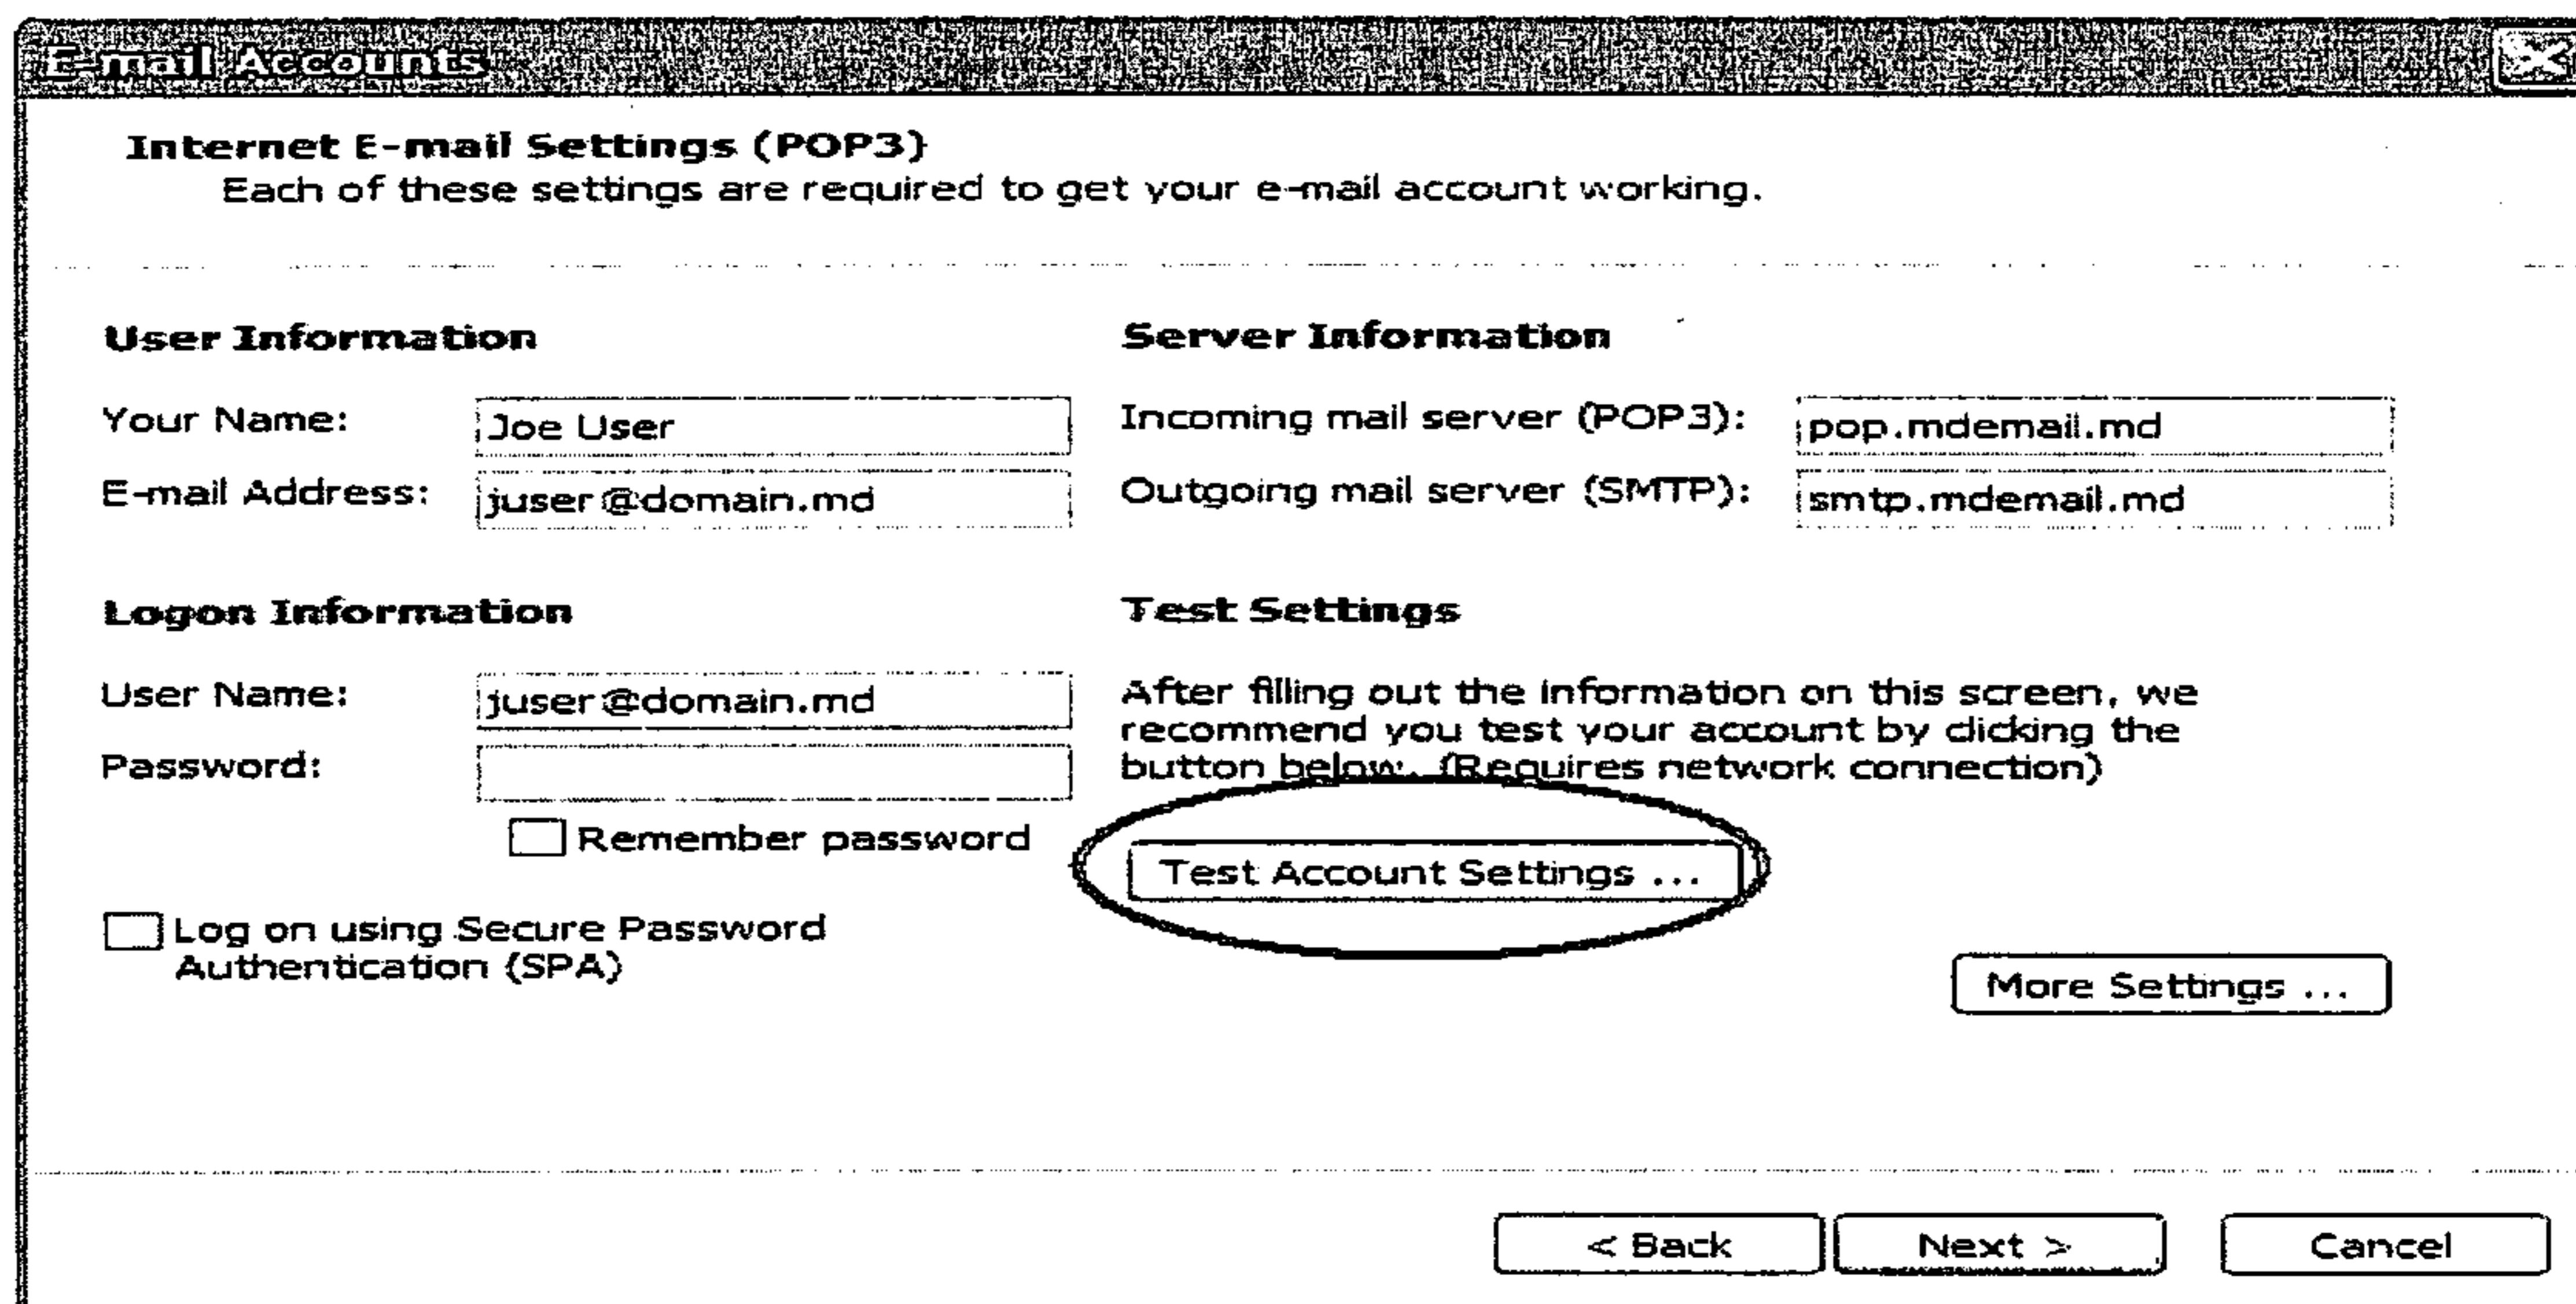 E-mail Accounts
Internet E-mail Settings (POP3)
Each of these settings are required to get your e-mail account working.
User Information
Your Name: Joe User
E-mail Address: juser@domain.md
Server Information
Incoming mail server (POP3): pop.mdemail.md
Outgoing mail server (SMTP): smtp.mdemail.md
Logon Information
User Name: juser@domain.md
Password:
Remember password
Log on using Secure Password
Authentication (SPA)
Test Settings
After filling out the information on this screen, we
recommend you test your account by clicking the
button below. (Requires network connection)
Test Account Settings ...
More Settings ...
< Back
Next >
Cancel